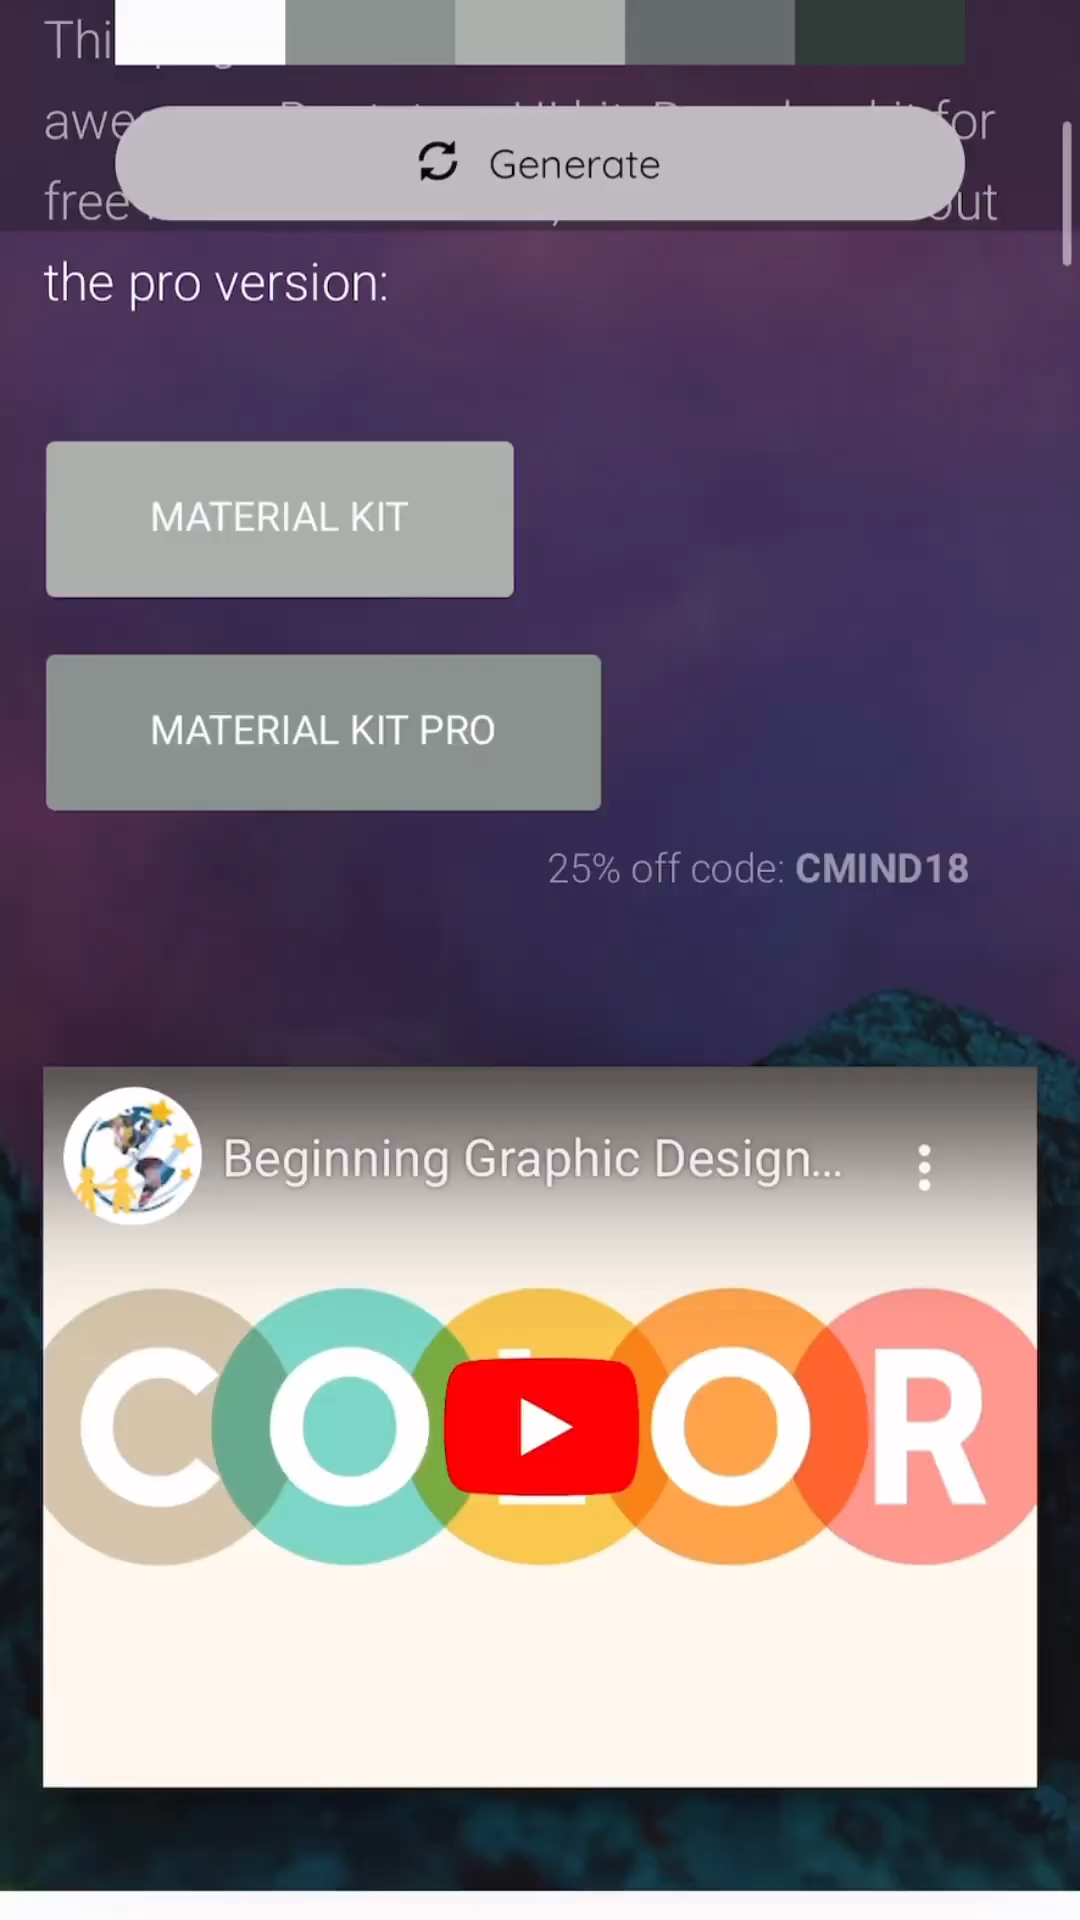 Thi
awe for
Generate
free out
the pro version:
MATERIAL KIT
MATERIAL KIT PRO
25% off code: CMIND18
Beginning Graphic Design...
COLOR